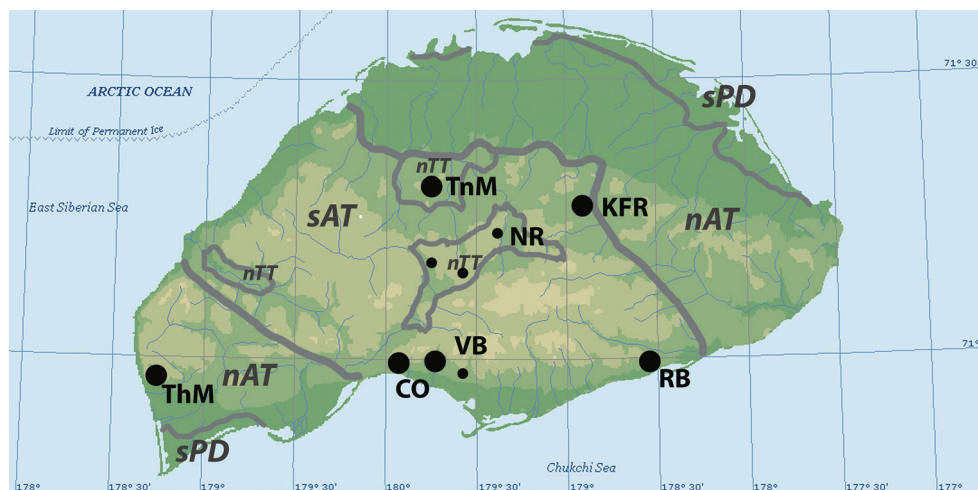 71° 30'
ARCTIC OCEAN
sPD
Limit of Permanent Ice
nTT
TnM
East Siberian Sea
sAT
KFR
nAT
NR
nTT
nTT
71°
VB
CO
RB
nAT
ThM
sPD
Chukchi Sea
178° 178° 30' 179° 179° 30' 180° 179° 30' 179° 178° 30' 178° 177° 30' 177°